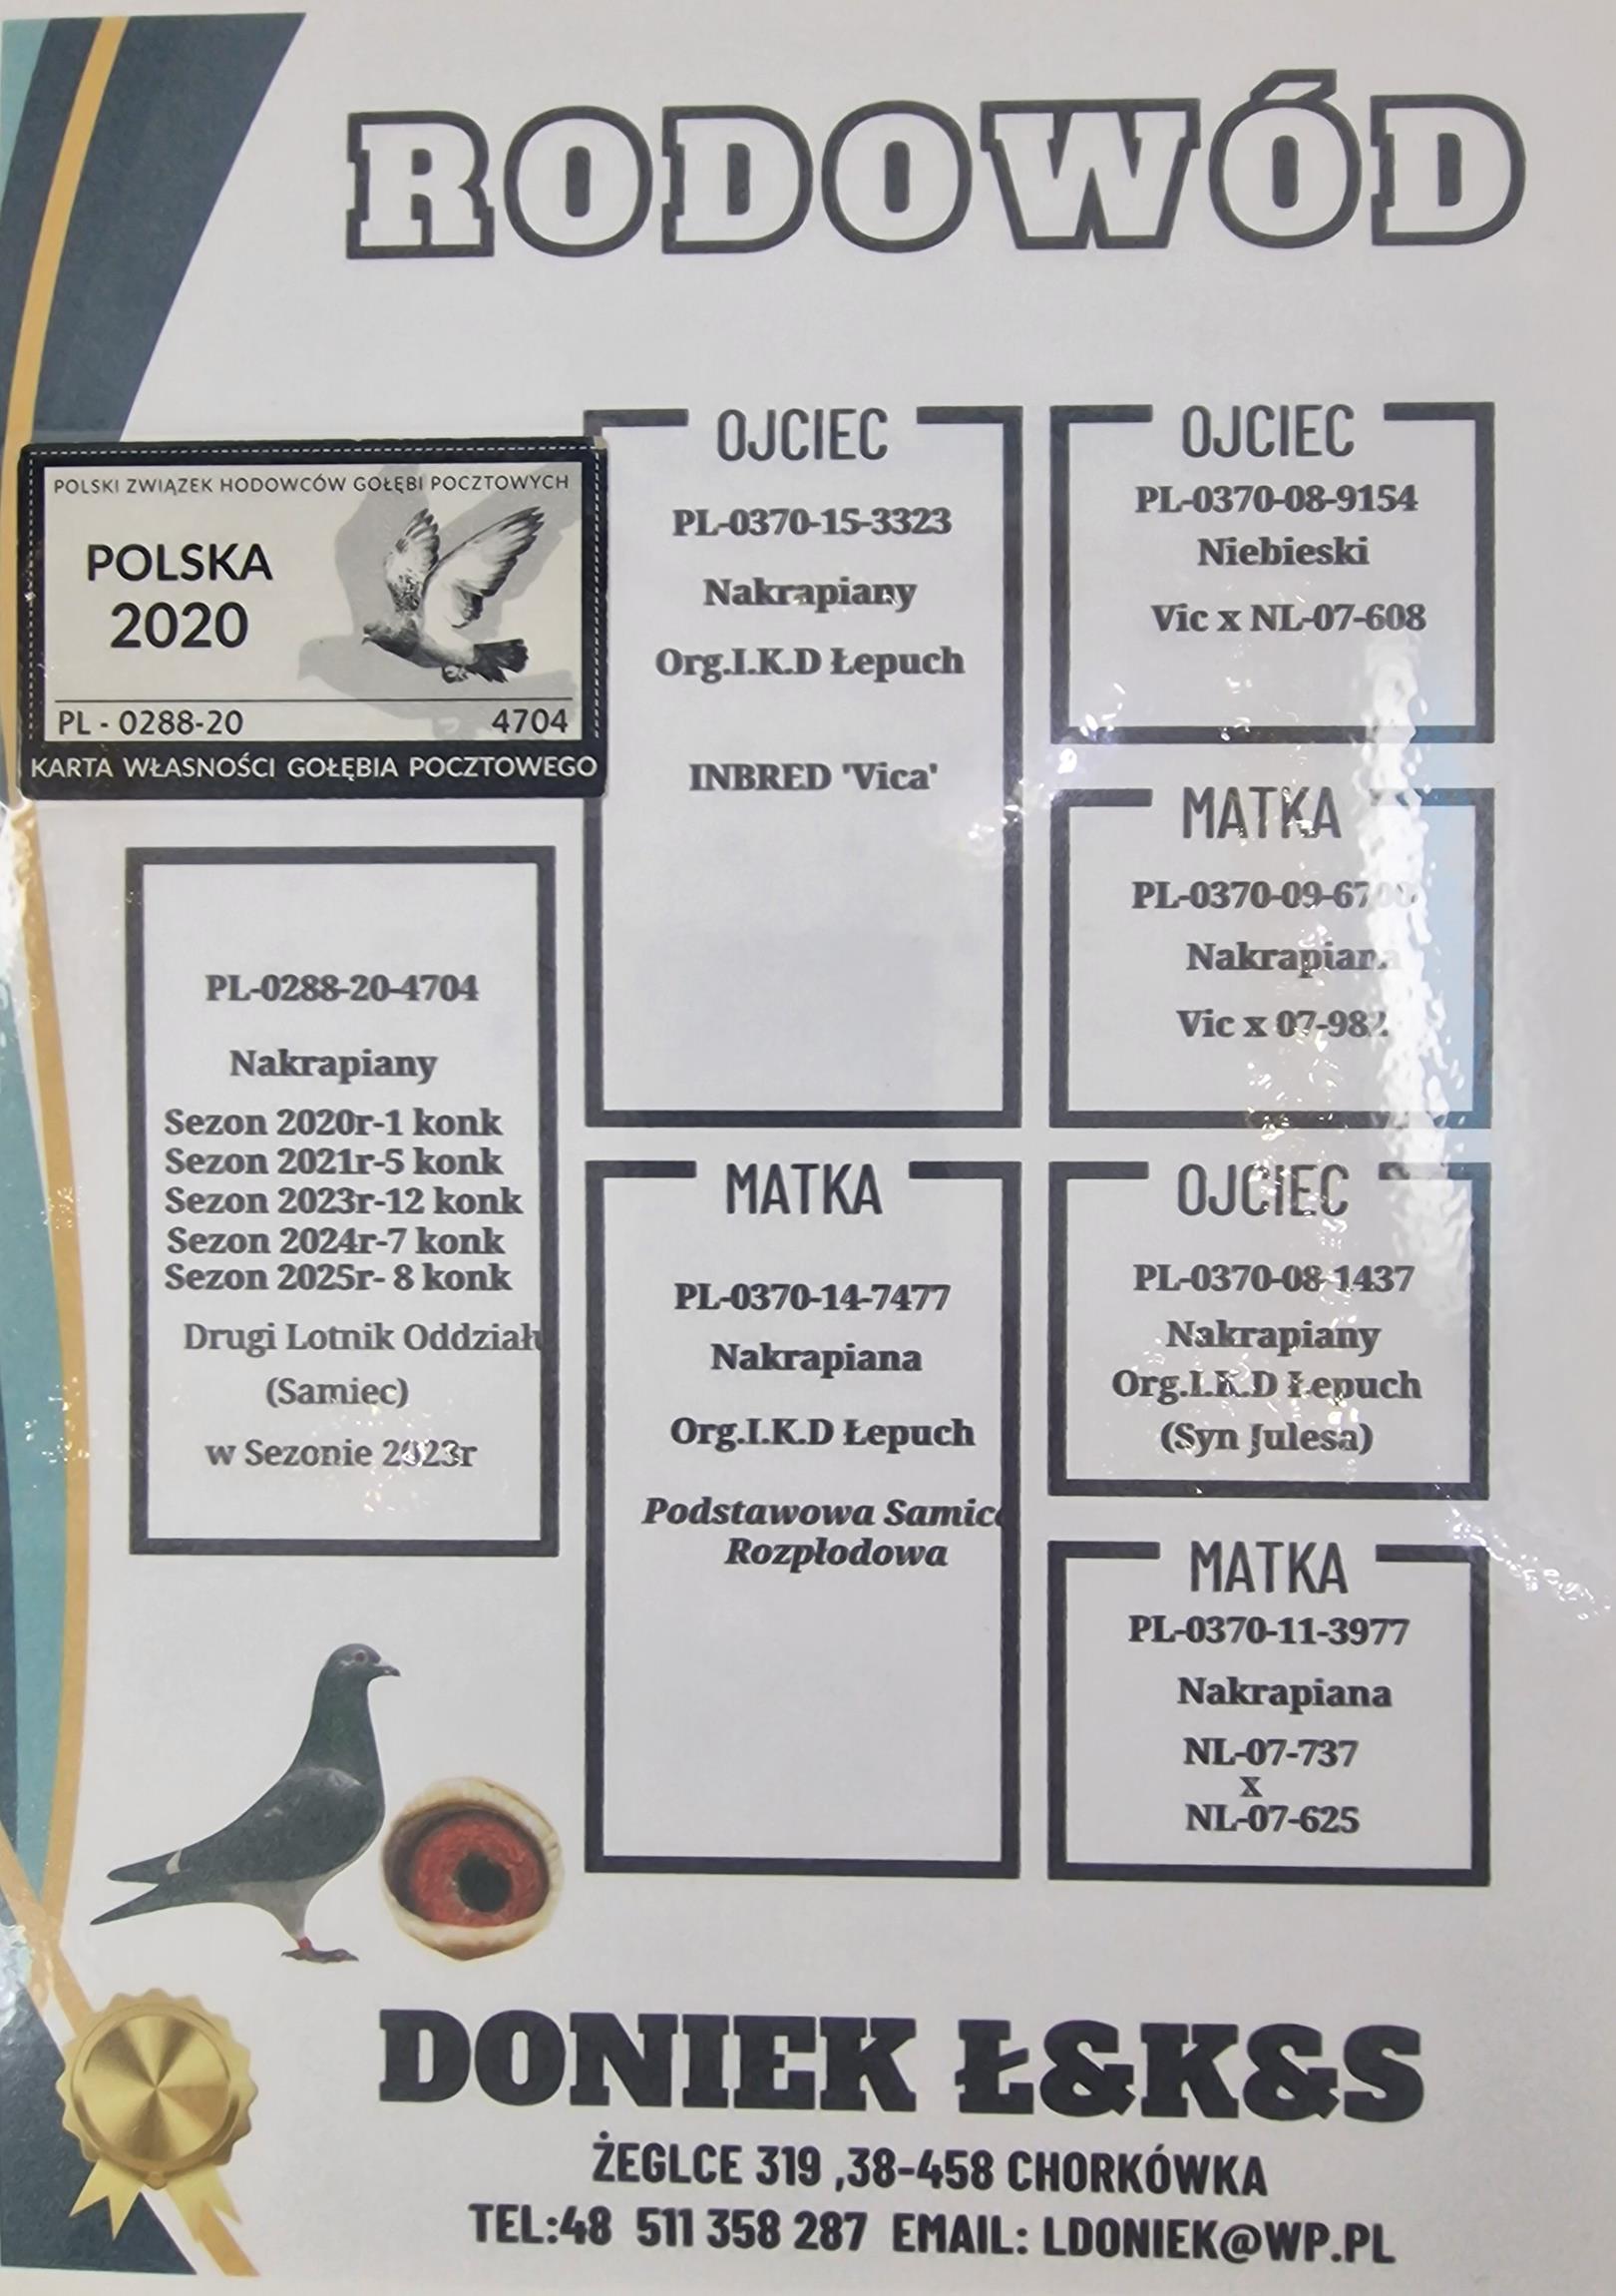 RODOWÓD
POLSKI ZWIĄZEK HODOWCÓW GOŁĘBI POCZTOWYCH
POLSKA
2020
PL - 0288-20 4704
KARTA WŁASNOŚCI GOŁĘBIA POCZTOWEGO
PL-0288-20-4704
Nakrapiany
Sezon 2020r-1 konk
Sezon 2021r-5 konk
Sezon 2023r-12 konk
Sezon 2024r-7 konk
Sezon 2025r- 8 konk
Drugi Lotnik Oddziału
(Samiec)
w Sezonie 2023r
OJCIEC
PL-0370-15-3323
Nakrapiany
Org.I.K.D Łepuch
INBRED 'Vica'
MATKA
PL-0370-14-7477
Nakrapiana
Org.I.K.D Łepuch
Podstawowa Samica
Rozpłodowa
OJCIEC
PL-0370-08-9154
Niebieski
Vic x NL-07-608
MATKA
Nakrapiana
Vic x 07-982
OJCIEC
PL-0370-08-1437
Nakrapiany
Org.I.K.D Łepuch
(Syn Julesa)
MATKA
PL-0370-11-3977
Nakrapiana
NL-07-737
x
NL-07-625
DONIEK Ł&K&S
ŻEGLCE 319 ,38-458 CHORKÓWKA
TEL:48 511 358 287 EMAIL: LDONIEK@WP.PL